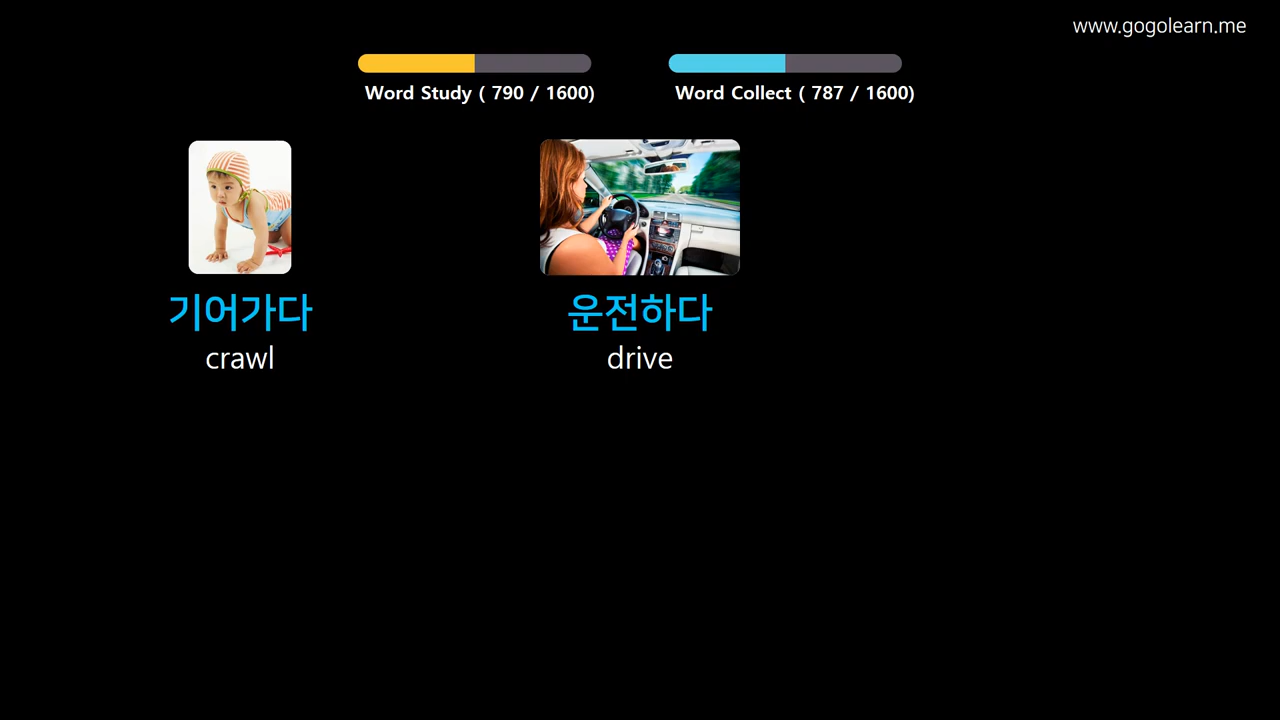 www.gogolearn.me
Word Study ( 790 / 1600)
Word Collect ( 787 / 1600)
기어가다
crawl
운전하다
drive